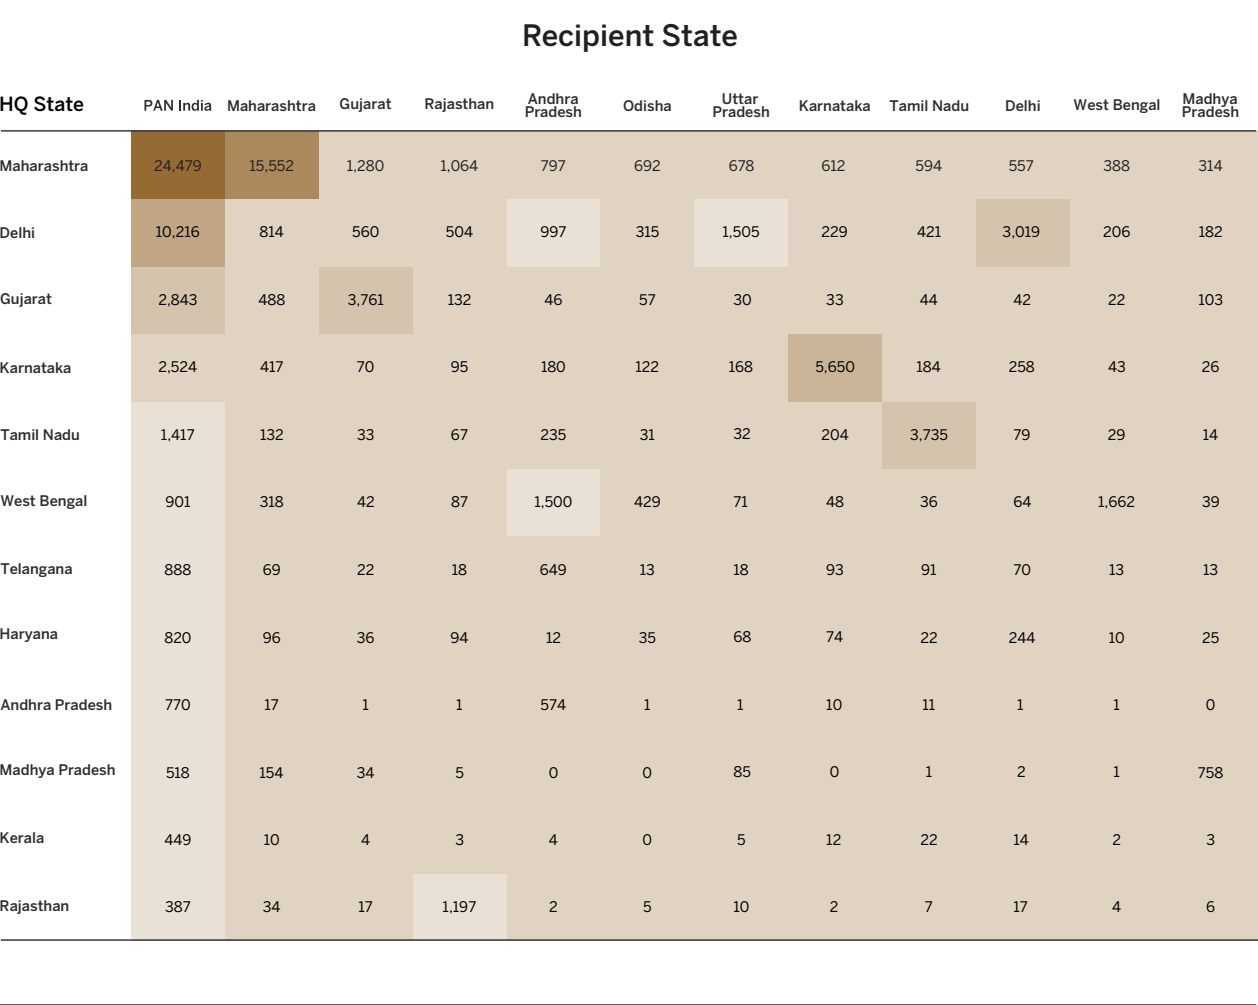 Recipient State
HQ State PAN India Maharashtra Gujarat Rajasthan Andhra Pradesh Odisha Uttar Pradesh Karnataka Tamil Nadu Delhi West Bengal Madhya Pradesh
Maharashtra 24,479 15,552 1,280 1,064 797 692 678 612 594 557 388 314
Delhi 10,216 814 560 504 997 315 1,505 229 421 3,019 206 182
Gujarat 2,843 488 3,761 132 46 57 30 33 44 42 22 103
Karnataka 2,524 417 70 95 180 122 168 5,650 184 258 43 26
Tamil Nadu 1,417 132 33 67 235 31 32 204 3,735 79 29 14
West Bengal 901 318 42 87 1,500 429 71 48 36 64 1,662 39
Telangana 888 69 22 18 649 13 18 93 91 70 13 13
Haryana 820 96 36 94 12 35 68 74 22 244 10 25
Andhra Pradesh 770 17 1 1 574 1 1 10 11 1 1 0
Madhya Pradesh 518 154 34 5 0 0 85 0 1 2 1 758
Kerala 449 10 4 3 4 0 5 12 22 14 2 3
Rajasthan 387 34 17 1,197 2 5 10 2 7 17 4 6